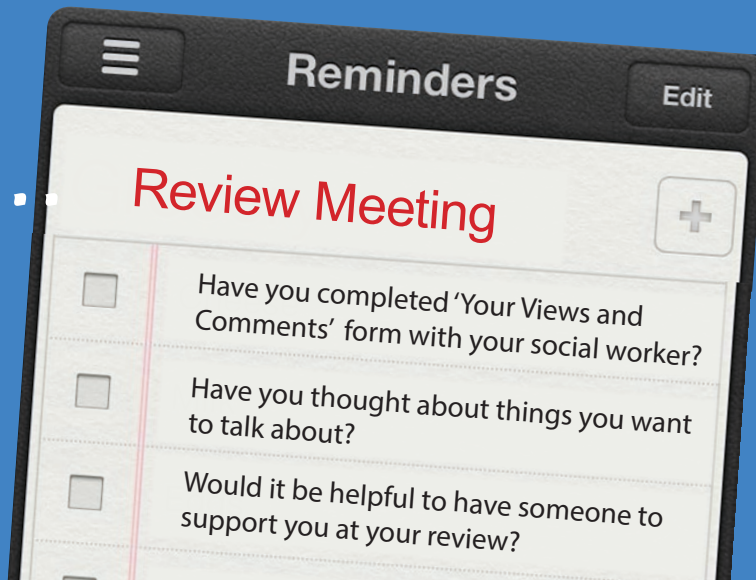 Reminders
Edit
Review Meeting
Have you completed ‘Your Views and
Comments’ form with your social worker?
Have you thought about things you want
to talk about?
Would it be helpful to have someone to
support you at your review?